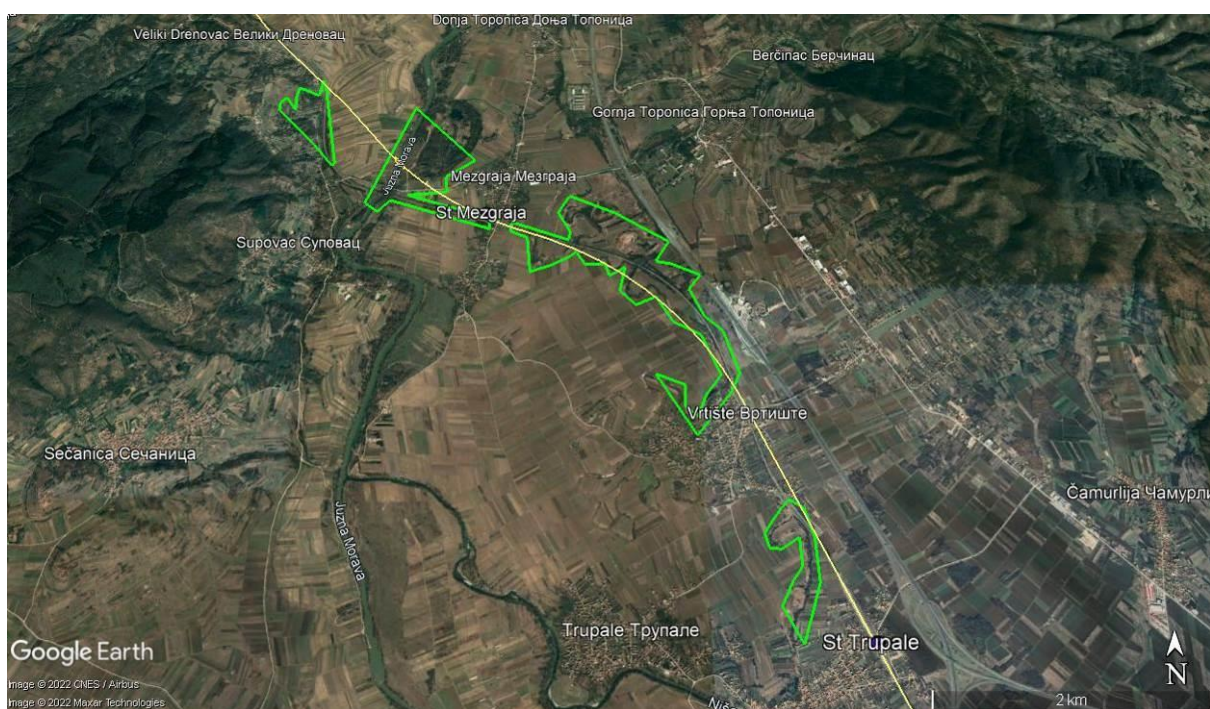 Donja Toponica Доња Топоница
Veliki Drenovac Велики Дреновац
Berčinac Берчинац
Gornja Toponica Горња Топоница
Juzna Morava
Mezgraja Мезграја
St Mezgraja
Supovac Суповац
Vrtište Вртиште
Sečanica Сечаница
Čamurlija Чамурли
Juzna Morava
Trupale Трупале
St Trupale
Google Earth
N
Image © 2022 CNES / Airbus
Image © 2022 Maxar Technologies
2 km